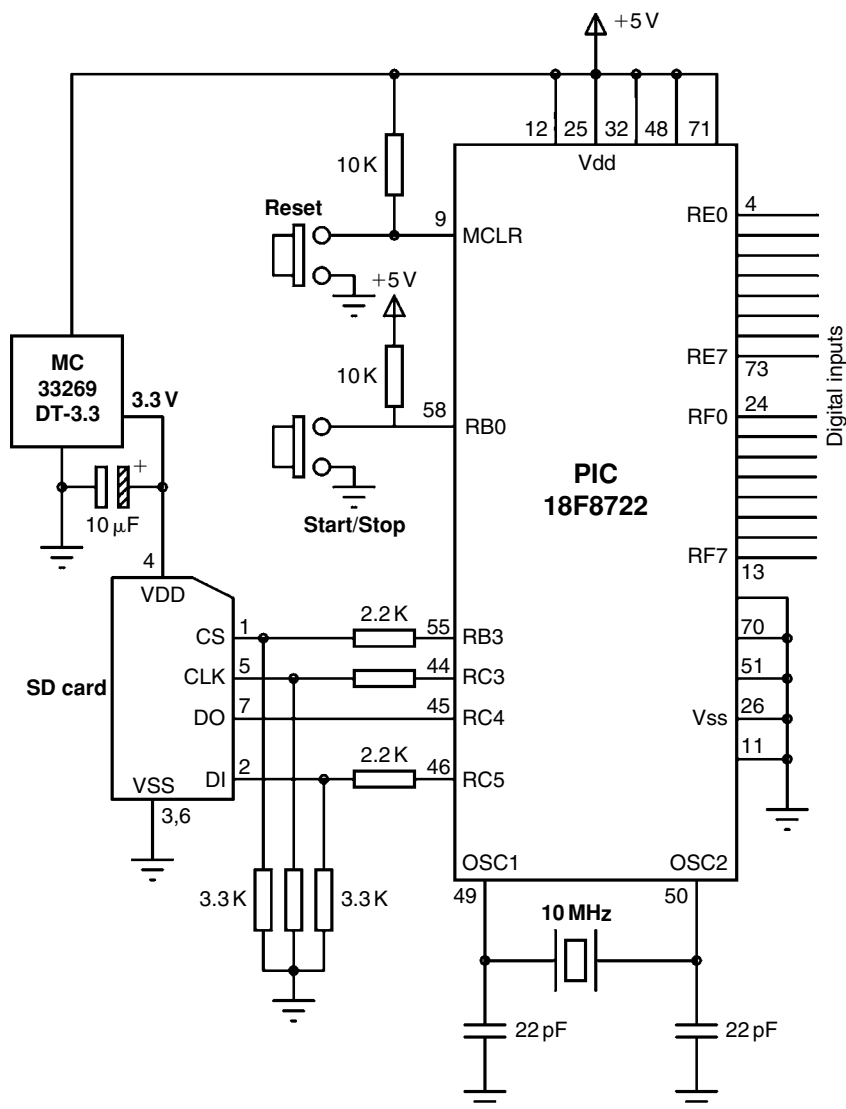 +5 V
12 25 32 48 71
Vdd
10 K
Reset
9 MCLR
RE0 4
+5 V
MC
33269
DT-3.3
3.3 V
10 K
RE7 73
Digital inputs
58 RB0
RF0 24
PIC
18F8722
+
10 μF
Start/Stop
4
RF7 13
VDD
CS 1 2.2 K 55 RB3 70
CLK 5 44 RC3 51
SD card
DO 7 45 RC4 Vss 26
11
DI 2 2.2 K 46 RC5
VSS
3,6
OSC1 OSC2
49 50
3.3 K 3.3 K
10 MHz
22 pF 22 pF